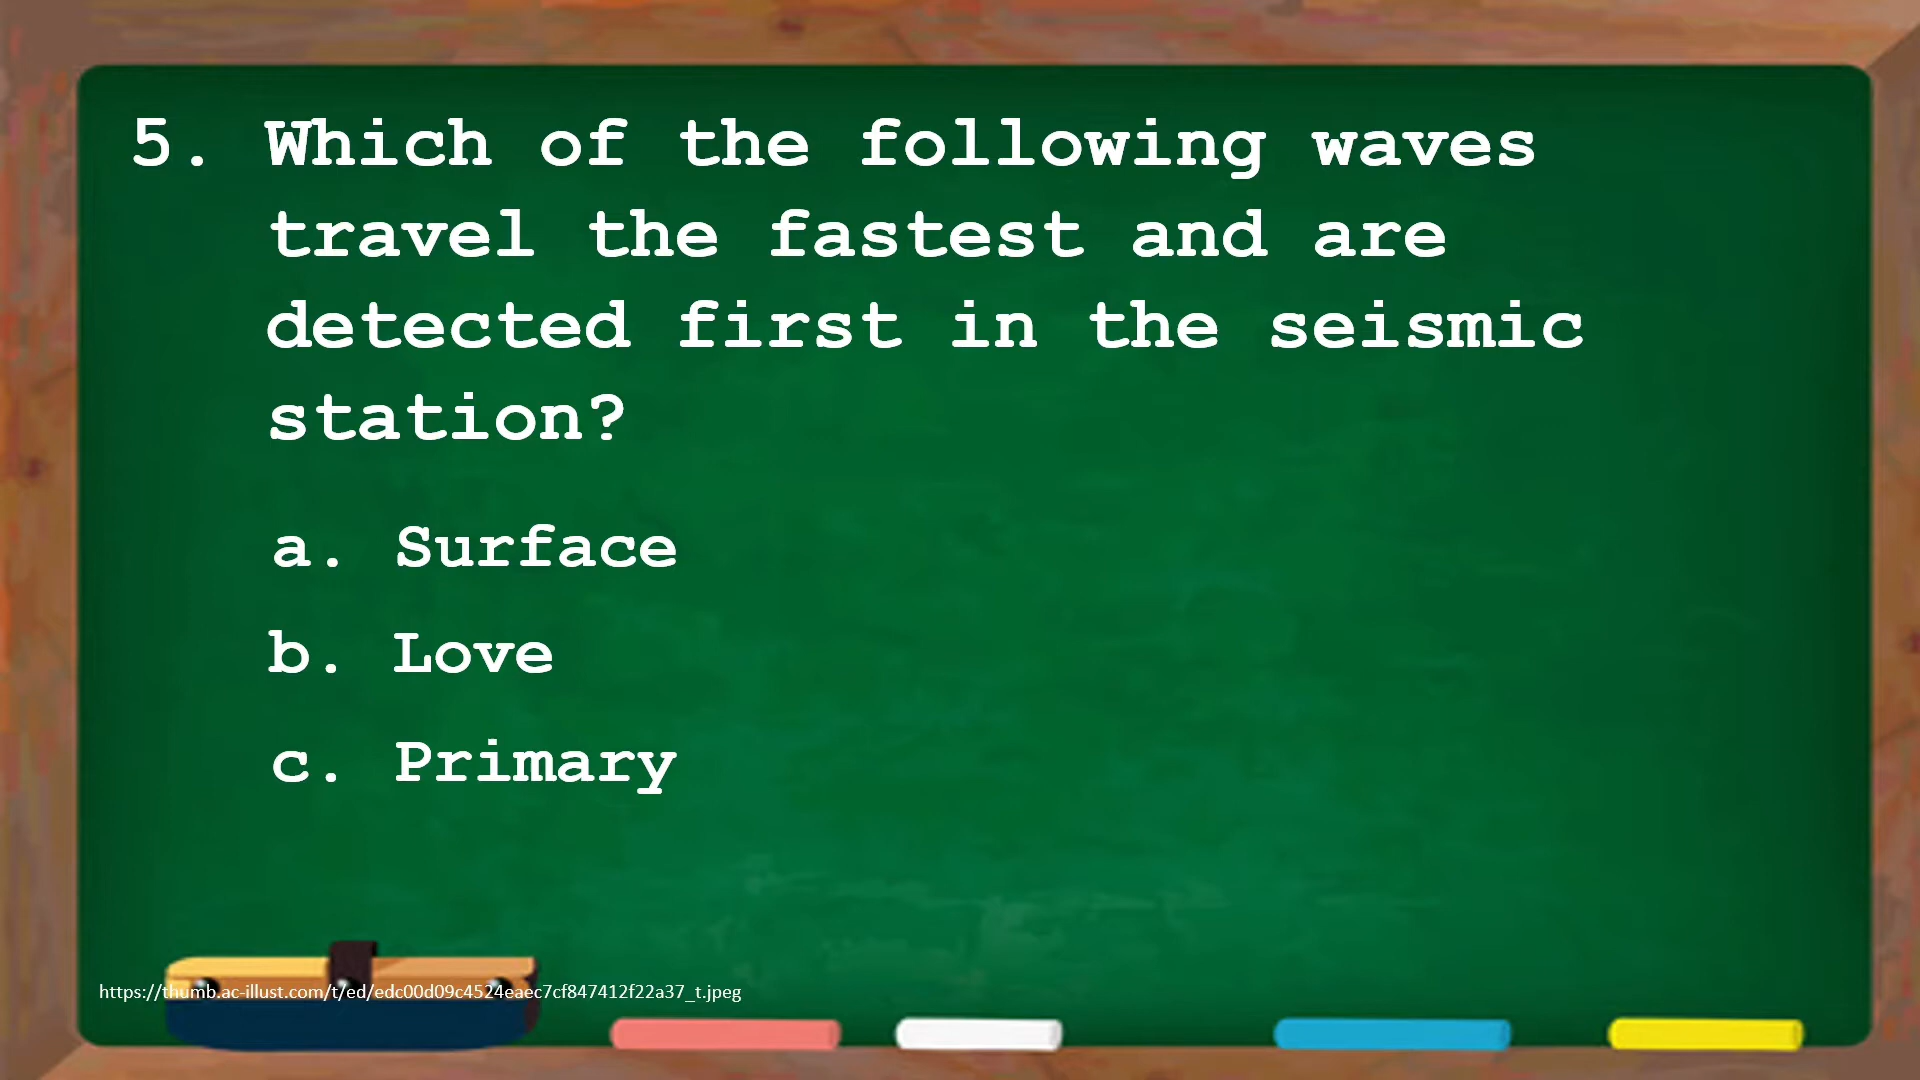 5. Which of the following waves
travel the fastest and are
detected first in the seismic
station?
a. Surface
b. Love
c. Primary
https://thumb.ac-illust.com/t/ed/edc00d09c4524eaec7cf847412f22a37_t.jpeg